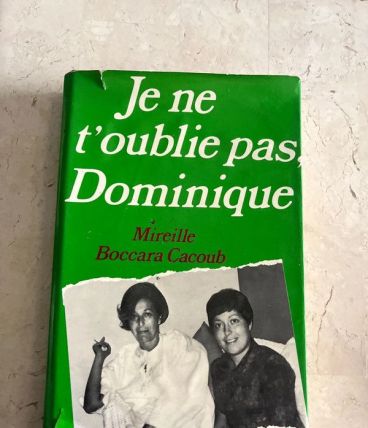 Je ne
t'oublie pas,
Dominique
Mireille
Boccara Cacoub